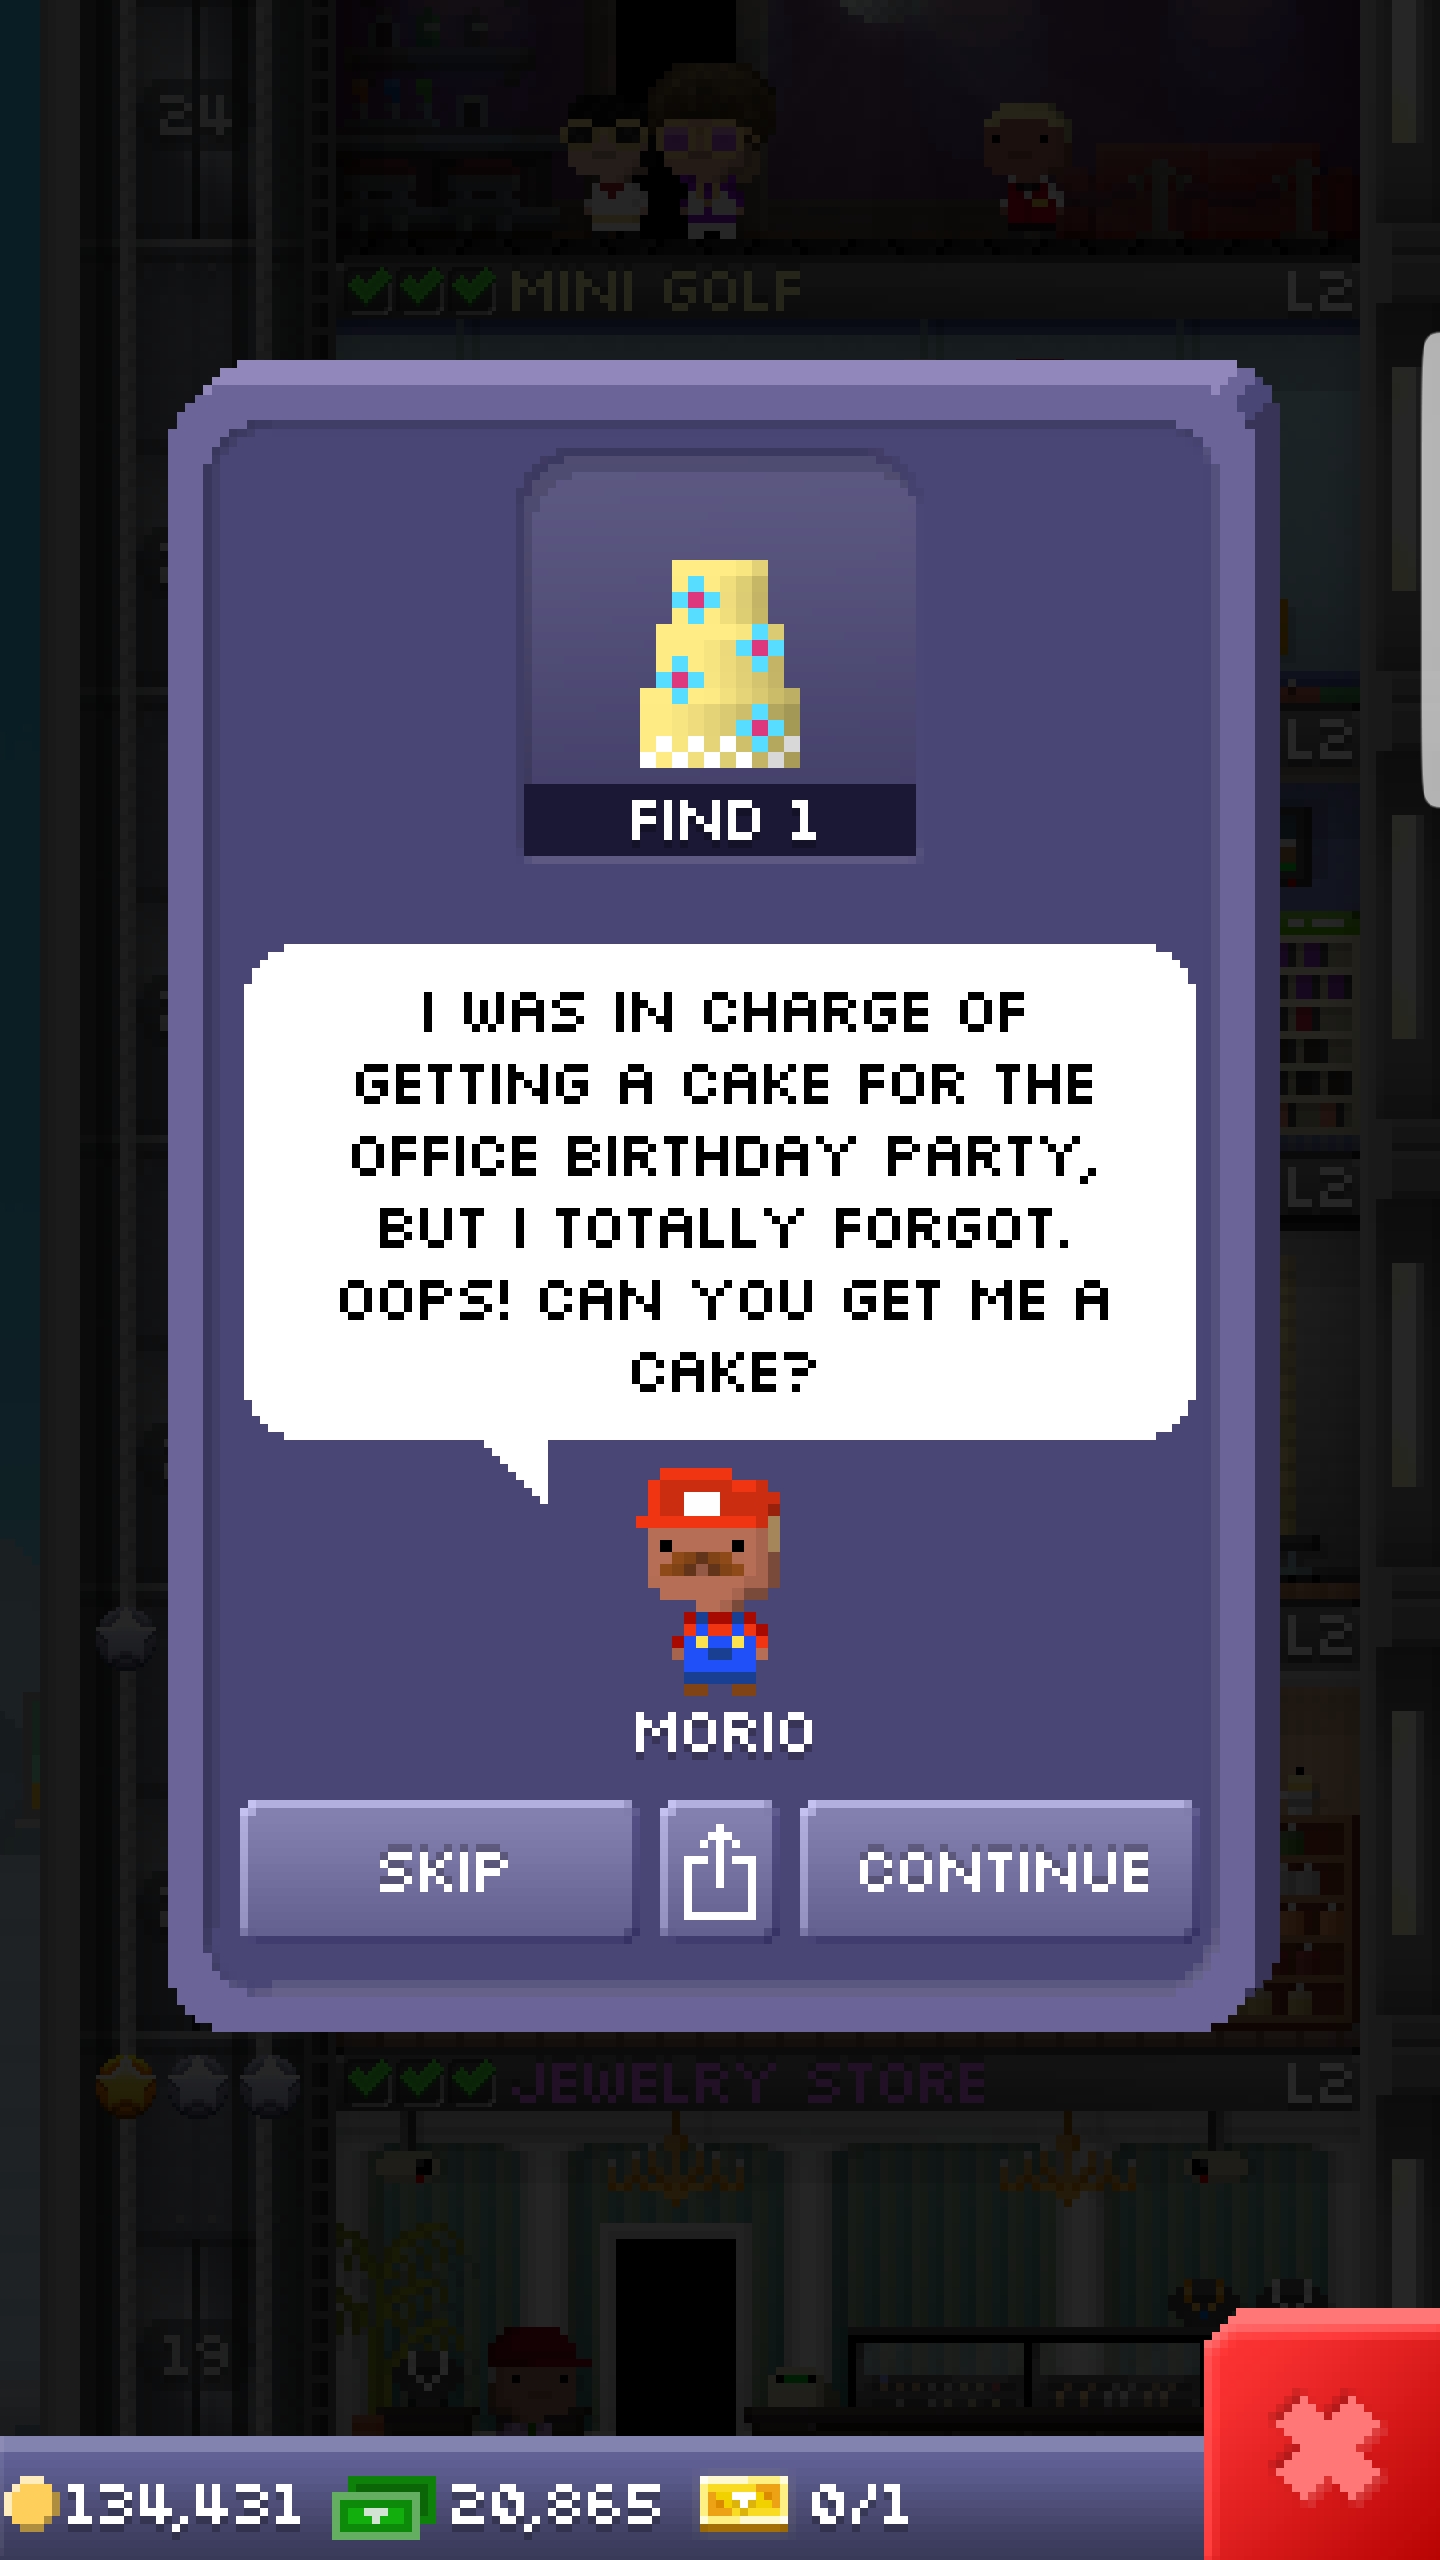 24
MINI GOLF L2
L2
FIND 1
I WAS IN CHARGE OF
GETTING A CAKE FOR THE
OFFICE BIRTHDAY PARTY,
BUT I TOTALLY FORGOT.
OOPS! CAN YOU GET ME A
CAKE?
L2
L2
MORIO
SKIP
CONTINUE
JEWELRY STORE L2
19
134,431 20,865 0/1